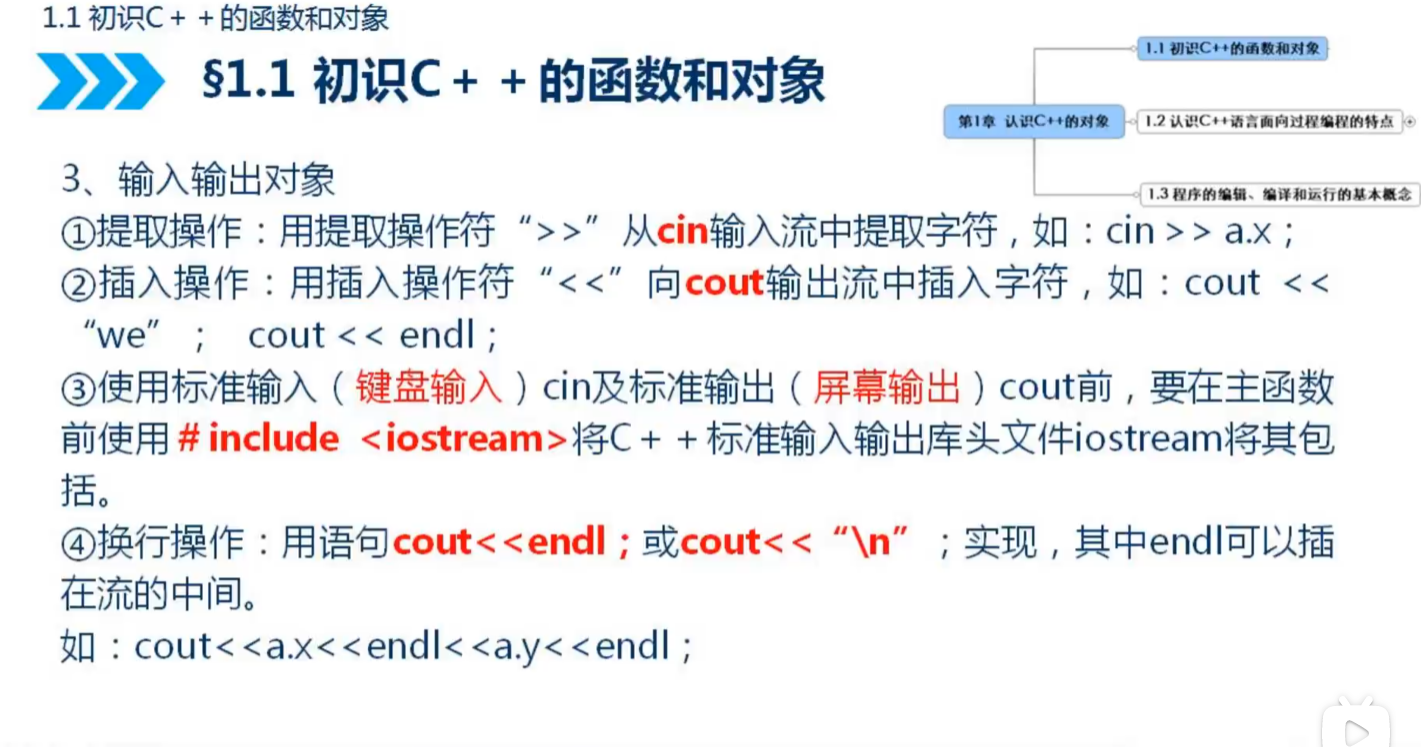 1.1 初识C＋＋的函数和对象
§1.1 初识C＋＋的函数和对象
1.1 初识C++的函数和对象
第1章 认识C++的对象
1.2 认识C++语言面向过程编程的特点
1.3 程序的编辑、编译和运行的基本概念
3、输入输出对象
①提取操作：用提取操作符“>>”从cin输入流中提取字符，如：cin >> a.x；
②插入操作：用插入操作符“<<”向cout输出流中插入字符，如：cout <<
“we”； cout << endl；
③使用标准输入（键盘输入）cin及标准输出（屏幕输出）cout前，要在主函数
前使用＃include <iostream>将C＋＋标准输入输出库头文件iostream将其包
括。
④换行操作：用语句cout<<endl；或cout<<“\n”；实现，其中endl可以插
在流的中间。
如：cout<<a.x<<endl<<a.y<<endl；